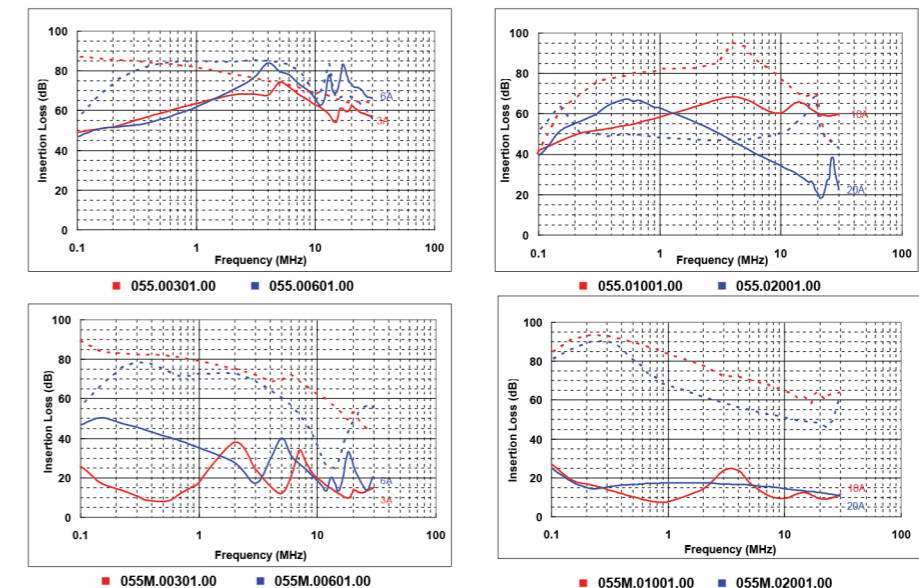 100
80
60
40
20
0
Insertion Loss (dB)
6A
3A
0.1 1 10 100
Frequency (MHz)
055.00301.00 055.00601.00
100
80
60
40
20
0
Insertion Loss (dB)
10A
20A
0.1 1 10 100
Frequency (MHz)
055.01001.00 055.02001.00
100
80
60
40
20
0
Insertion Loss (dB)
6A
3A
0.1 1 10 100
Frequency (MHz)
055M.00301.00 055M.00601.00
100
80
60
40
20
0
Insertion Loss (dB)
10A
20A
0.1 1 10 100
Frequency (MHz)
055M.01001.00 055M.02001.00